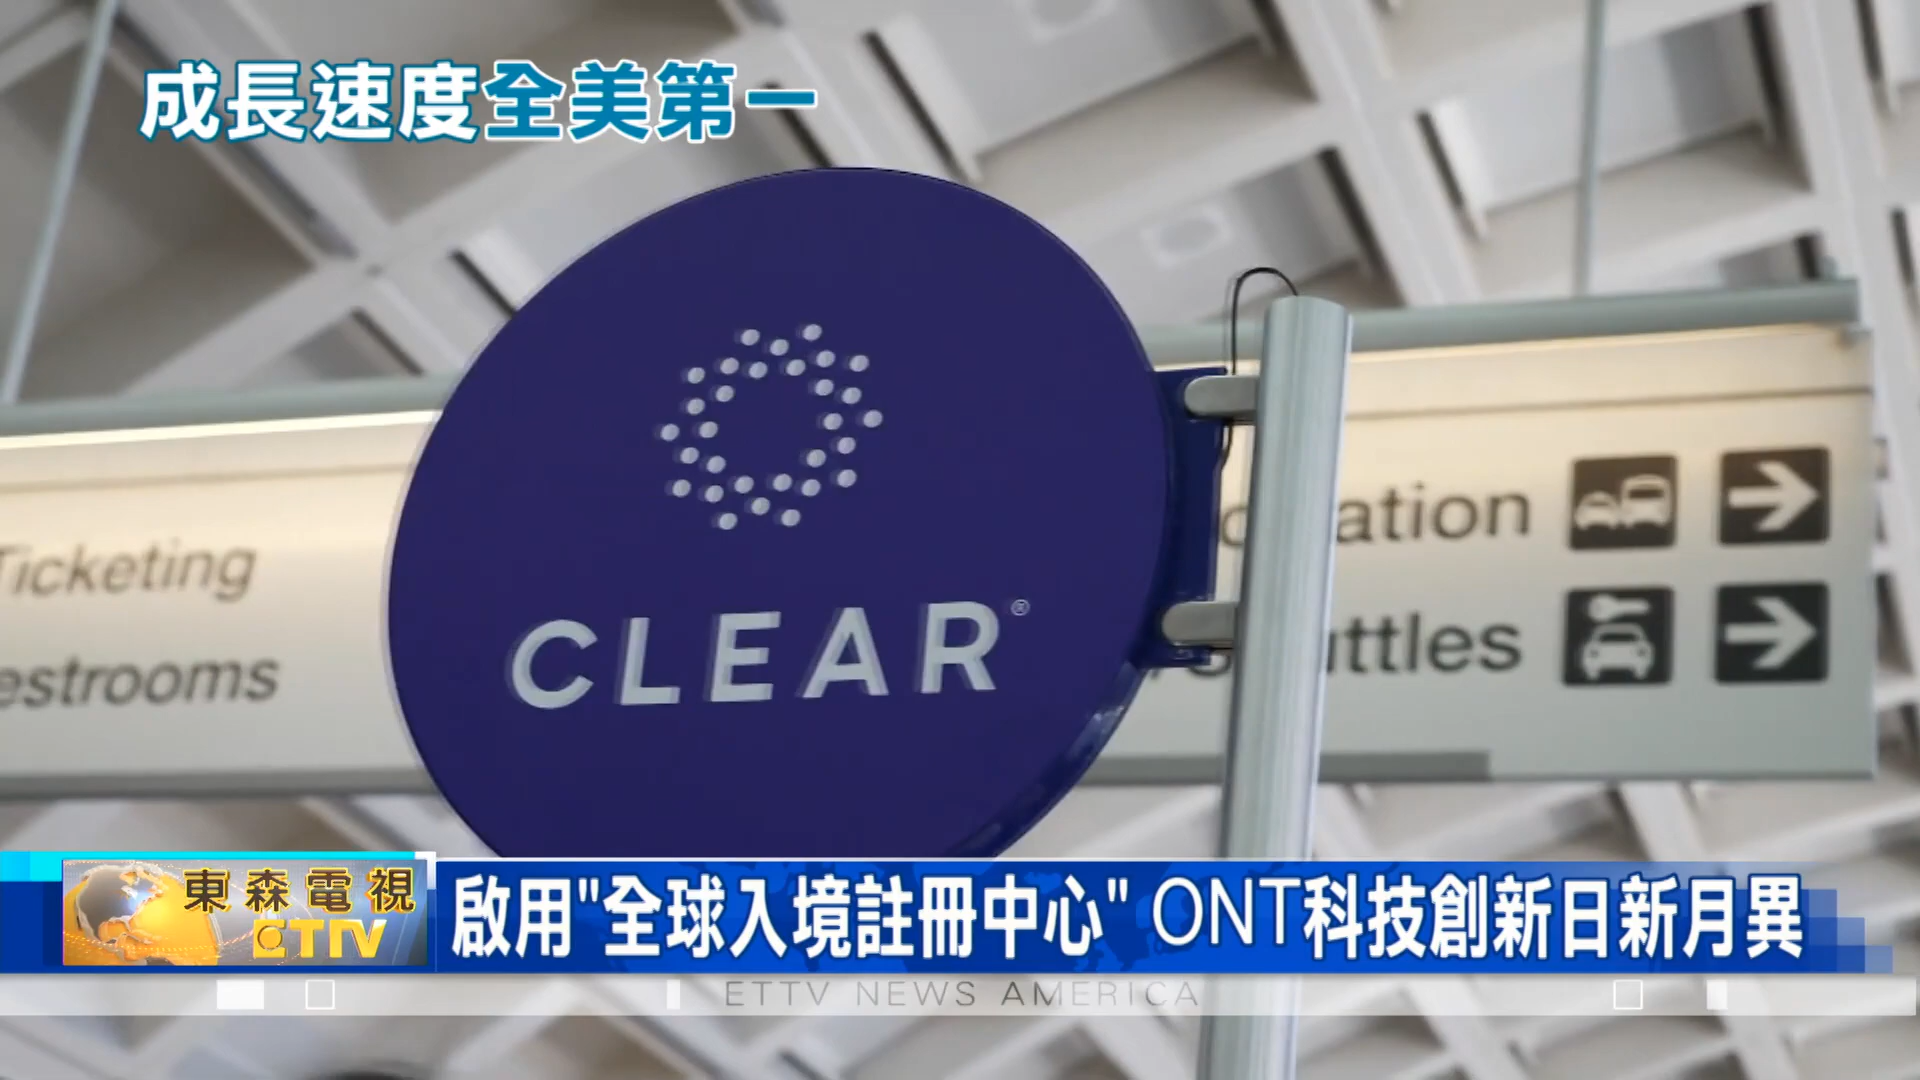 成長速度全美第一
CLEAR®
Ticketing
ation
estrooms
uttles
東森電視
ETTV
啟用"全球入境註冊中心" ONT科技創新日新月異
ETTV NEWS AMERICA